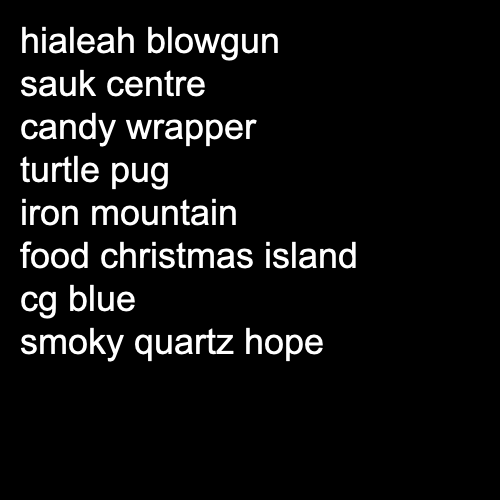 hialeah blowgun
sauk centre
candy wrapper
turtle pug
iron mountain
food christmas island
cg blue
smoky quartz hope